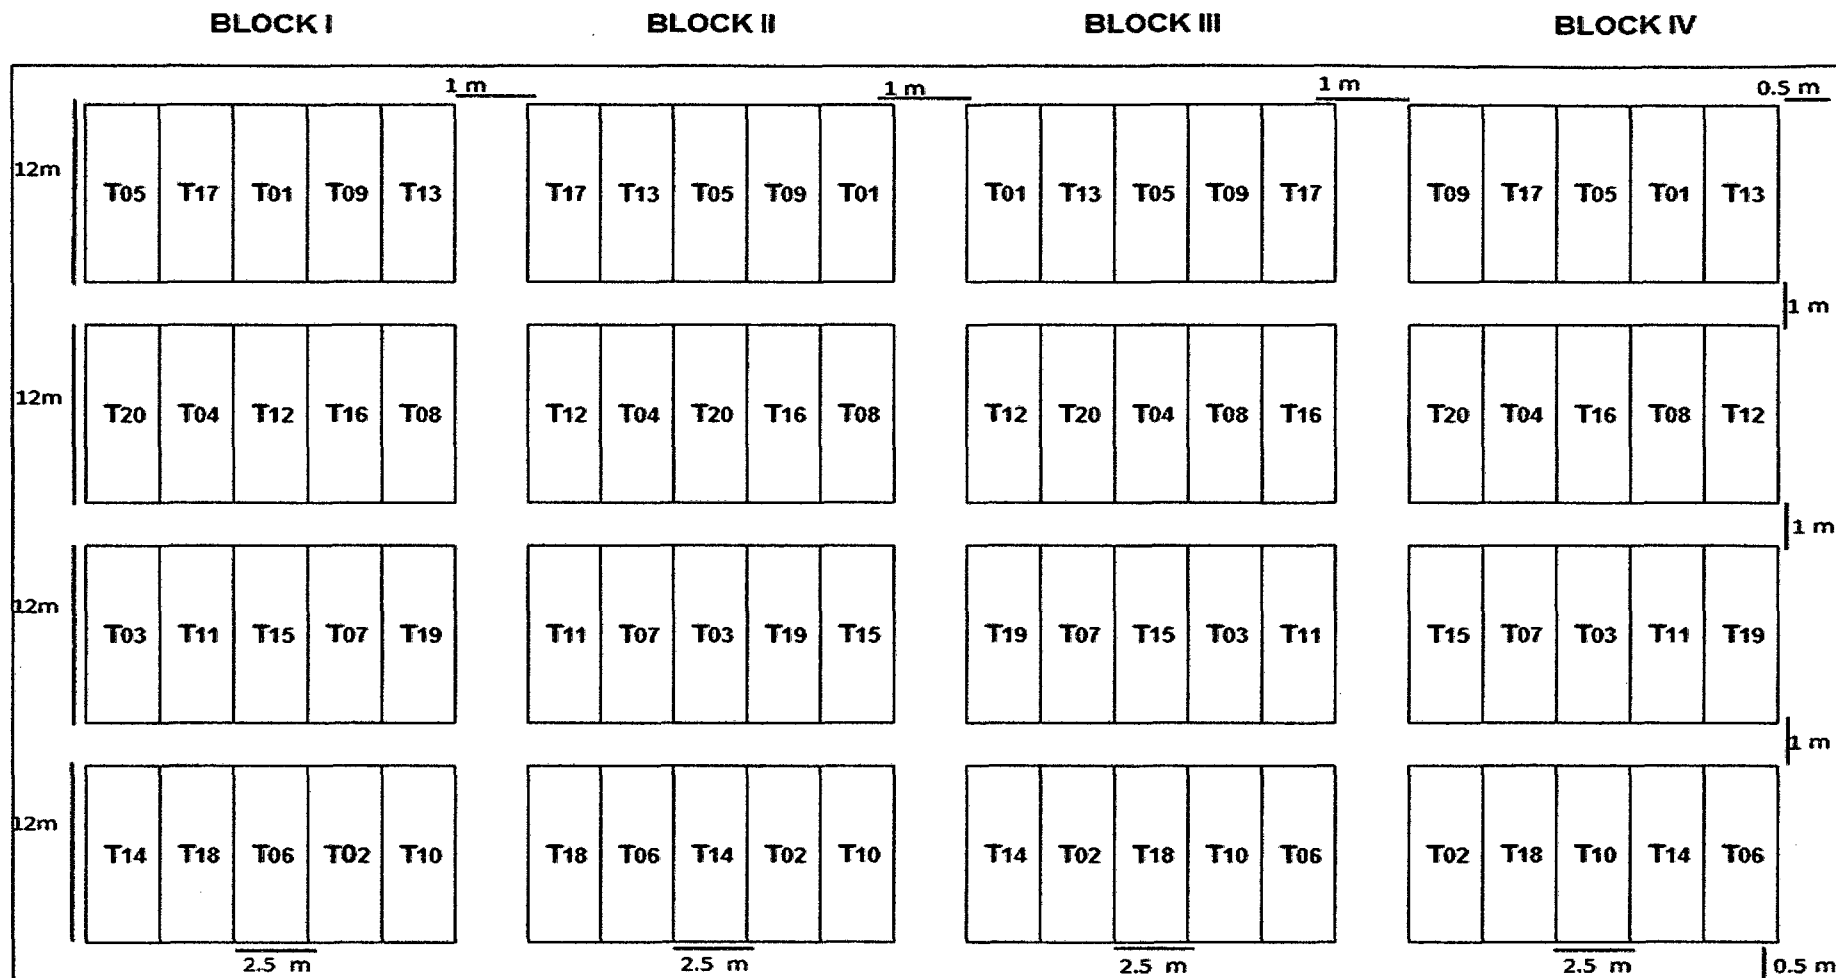 BLOCK I BLOCK II BLOCK III BLOCK IV
1 m 1 m 1 m 0.5 m
12m
T05 T17 T01 T09 T13 T17 T13 T05 T09 T01 T01 T13 T05 T09 T17 T09 T17 T05 T01 T13
1 m
12m
T20 T04 T12 T16 T08 T12 T04 T20 T16 T08 T12 T20 T04 T08 T16 T20 T04 T16 T08 T12
1 m
12m
T03 T11 T15 T07 T19 T11 T07 T03 T19 T15 T19 T07 T15 T03 T11 T15 T07 T03 T11 T19
1 m
12m
T14 T18 T06 T02 T10 T18 T06 T14 T02 T10 T14 T02 T18 T10 T06 T02 T18 T10 T14 T06
2.5 m 2.5 m 2.5 m 2.5 m 0.5 m